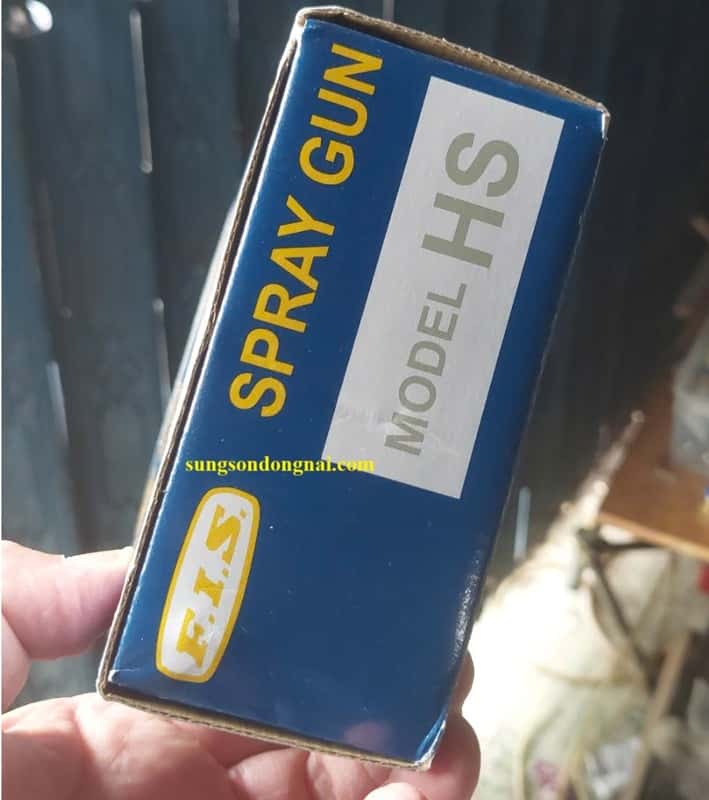 F.I.S.
SPRAY GUN
MODEL HS
sungsondongnai.com